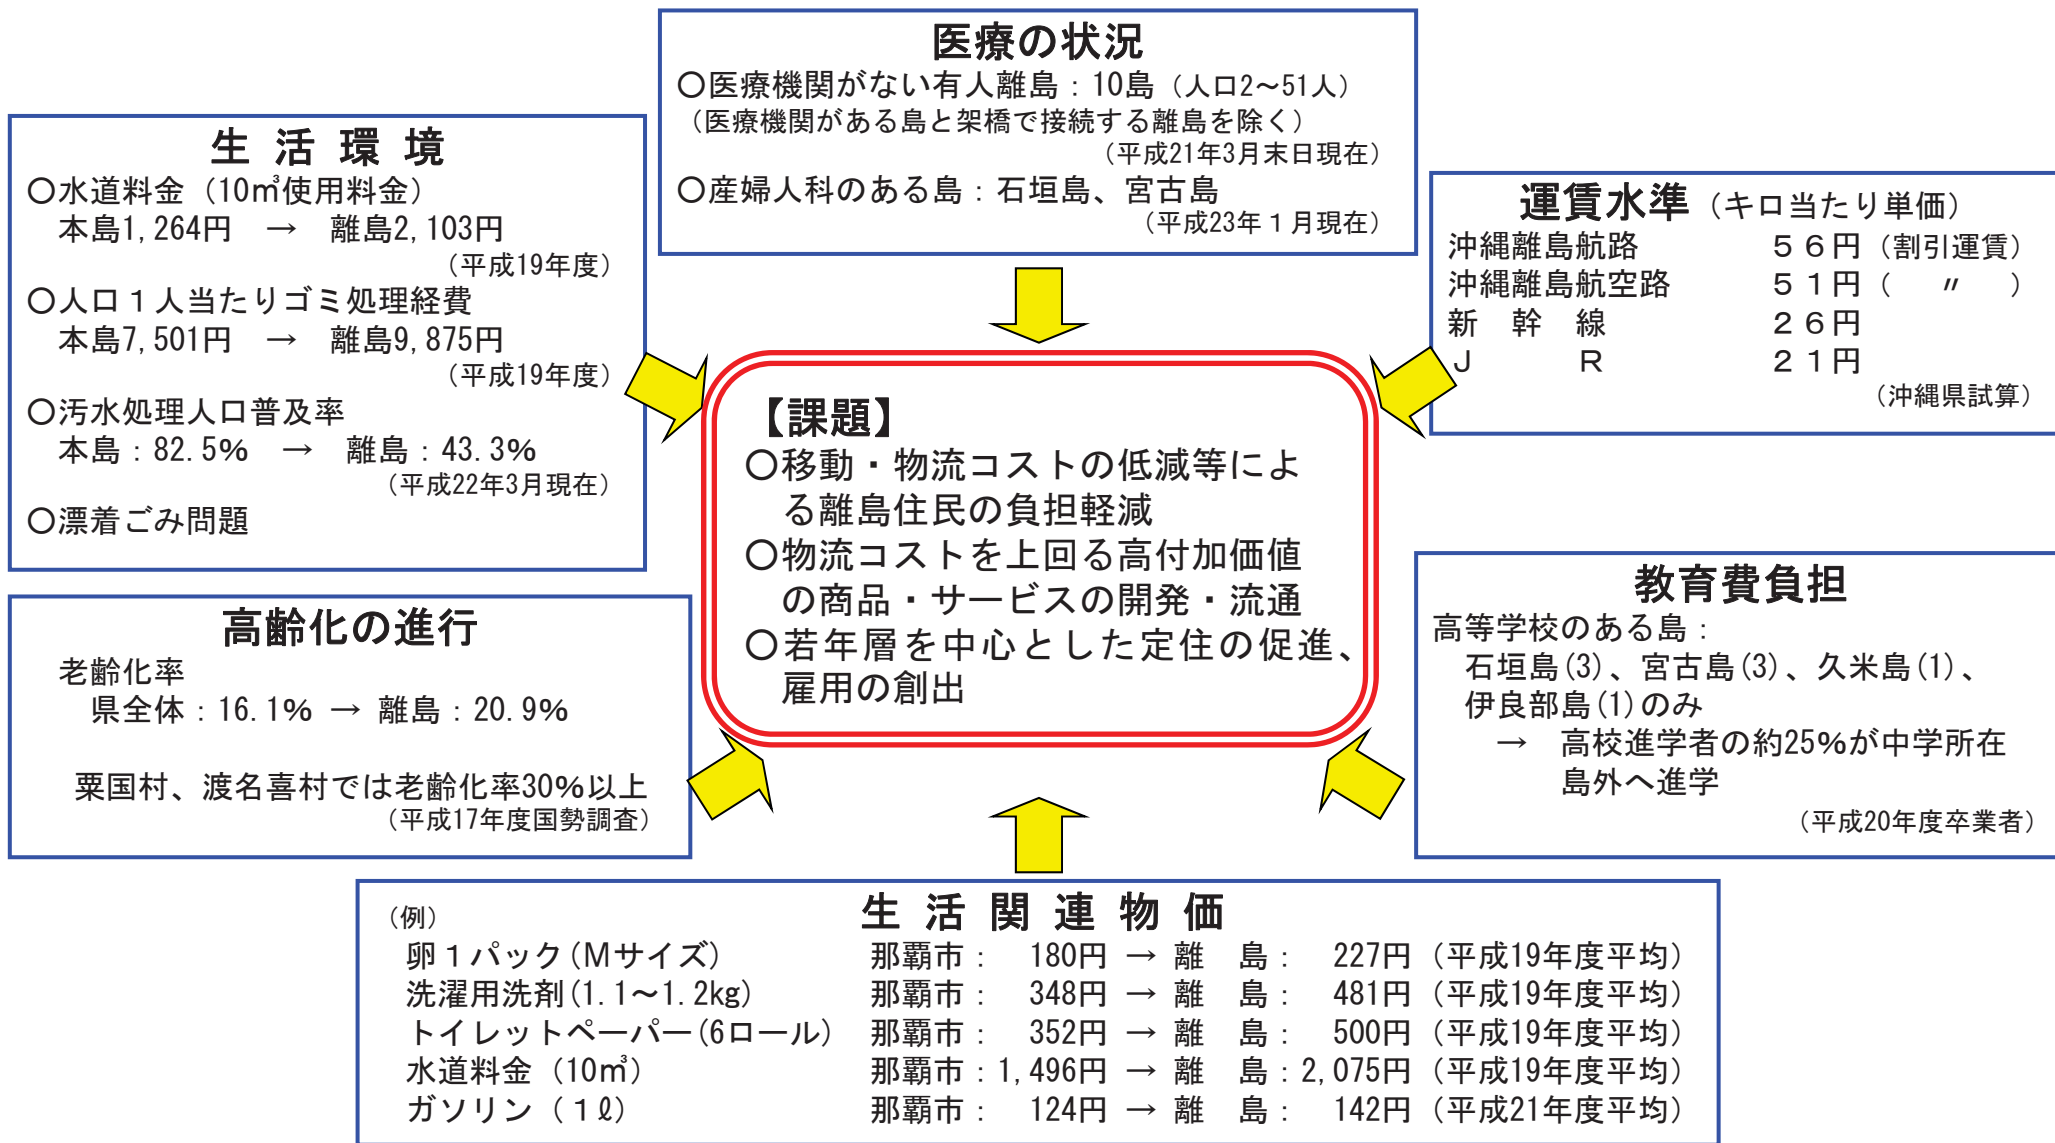 医療の状況
○医療機関がない有人離島：10島（人口2～51人）
（医療機関がある島と架橋で接続する離島を除く）
（平成21年3月末日現在）
○産婦人科のある島：石垣島、宮古島
（平成23年１月現在）
生活環境
○水道料金（10㎥使用料金）
本島1,264円　→　離島2,103円
（平成19年度）
○人口１人当たりゴミ処理経費
本島7,501円　→　離島9,875円
（平成19年度）
○汚水処理人口普及率
本島：82.5%　→　離島：43.3%
（平成22年3月現在）
○漂着ごみ問題
運賃水準（キロ当たり単価）
沖縄離島航路　５６円（割引運賃）
沖縄離島航空路　５１円（　〃　）
新幹線　２６円
ＪＲ　２１円
（沖縄県試算）
【課題】
○移動・物流コストの低減等によ
る離島住民の負担軽減
○物流コストを上回る高付加価値
の商品・サービスの開発・流通
○若年層を中心とした定住の促進、
雇用の創出
高齢化の進行
老齢化率
県全体：16.1% → 離島：20.9%
粟国村、渡名喜村では老齢化率30%以上
（平成17年度国勢調査）
教育費負担
高等学校のある島：
石垣島(3)、宮古島(3)、久米島(1)、
伊良部島(1)のみ
→　高校進学者の約25%が中学所在
島外へ進学
（平成20年度卒業者）
生活関連物価
（例）
卵１パック(Mサイズ)　那覇市：180円 → 離島：227円（平成19年度平均）
洗濯用洗剤(1.1～1.2kg)　那覇市：348円 → 離島：481円（平成19年度平均）
トイレットペーパー(6ロール)　那覇市：352円 → 離島：500円（平成19年度平均）
水道料金（10㎥）　那覇市：1,496円 → 離島：2,075円（平成19年度平均）
ガソリン（１ℓ）　那覇市：124円 → 離島：142円（平成21年度平均）